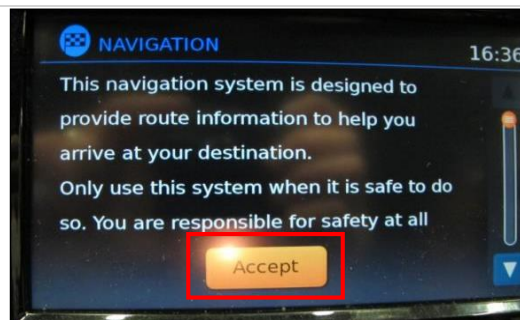 NAVIGATION
16:36
This navigation system is designed to
provide route information to help you
arrive at your destination.
Only use this system when it is safe to do
so. You are responsible for safety at all
Accept